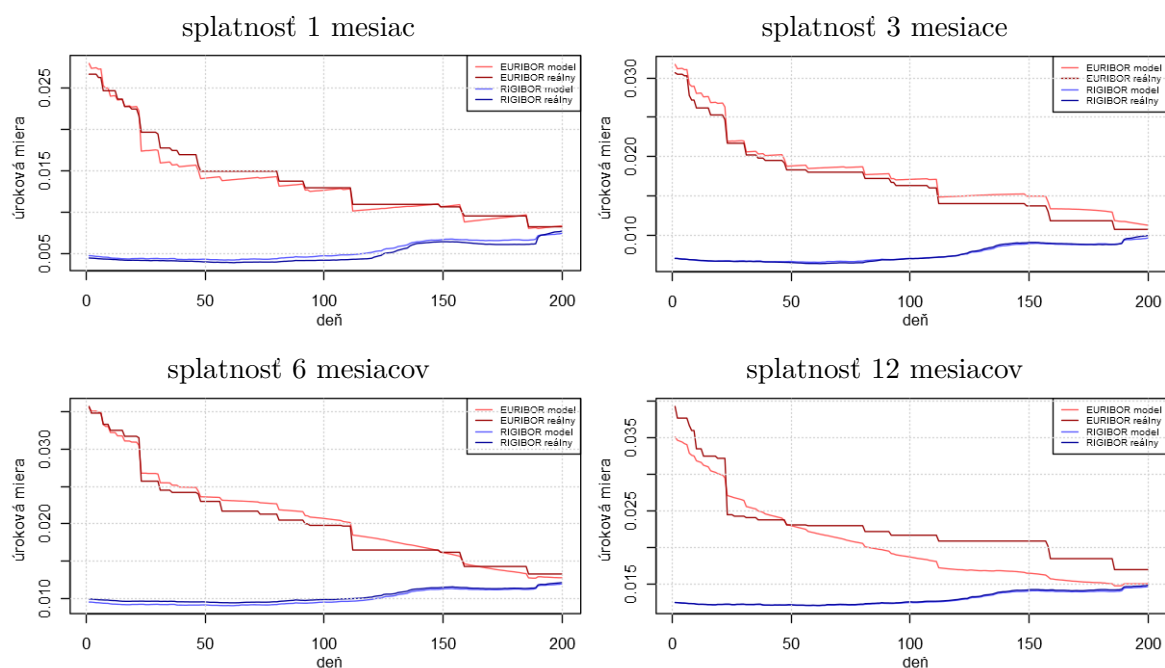 splatnosť 1 mesiac
úroková miera
0.005
0.015
0.025
EURIBOR model
EURIBOR reálny
RIGIBOR model
RIGIBOR reálny
0 50 100 150 200
deň
splatnosť 3 mesiace
úroková miera
0.010
0.020
0.030
EURIBOR model
EURIBOR reálny
RIGIBOR model
RIGIBOR reálny
0 50 100 150 200
deň
splatnosť 6 mesiacov
úroková miera
0.010
0.020
0.030
EURIBOR model
EURIBOR reálny
RIGIBOR model
RIGIBOR reálny
0 50 100 150 200
deň
splatnosť 12 mesiacov
úroková miera
0.015
0.025
0.035
EURIBOR model
EURIBOR reálny
RIGIBOR model
RIGIBOR reálny
0 50 100 150 200
deň